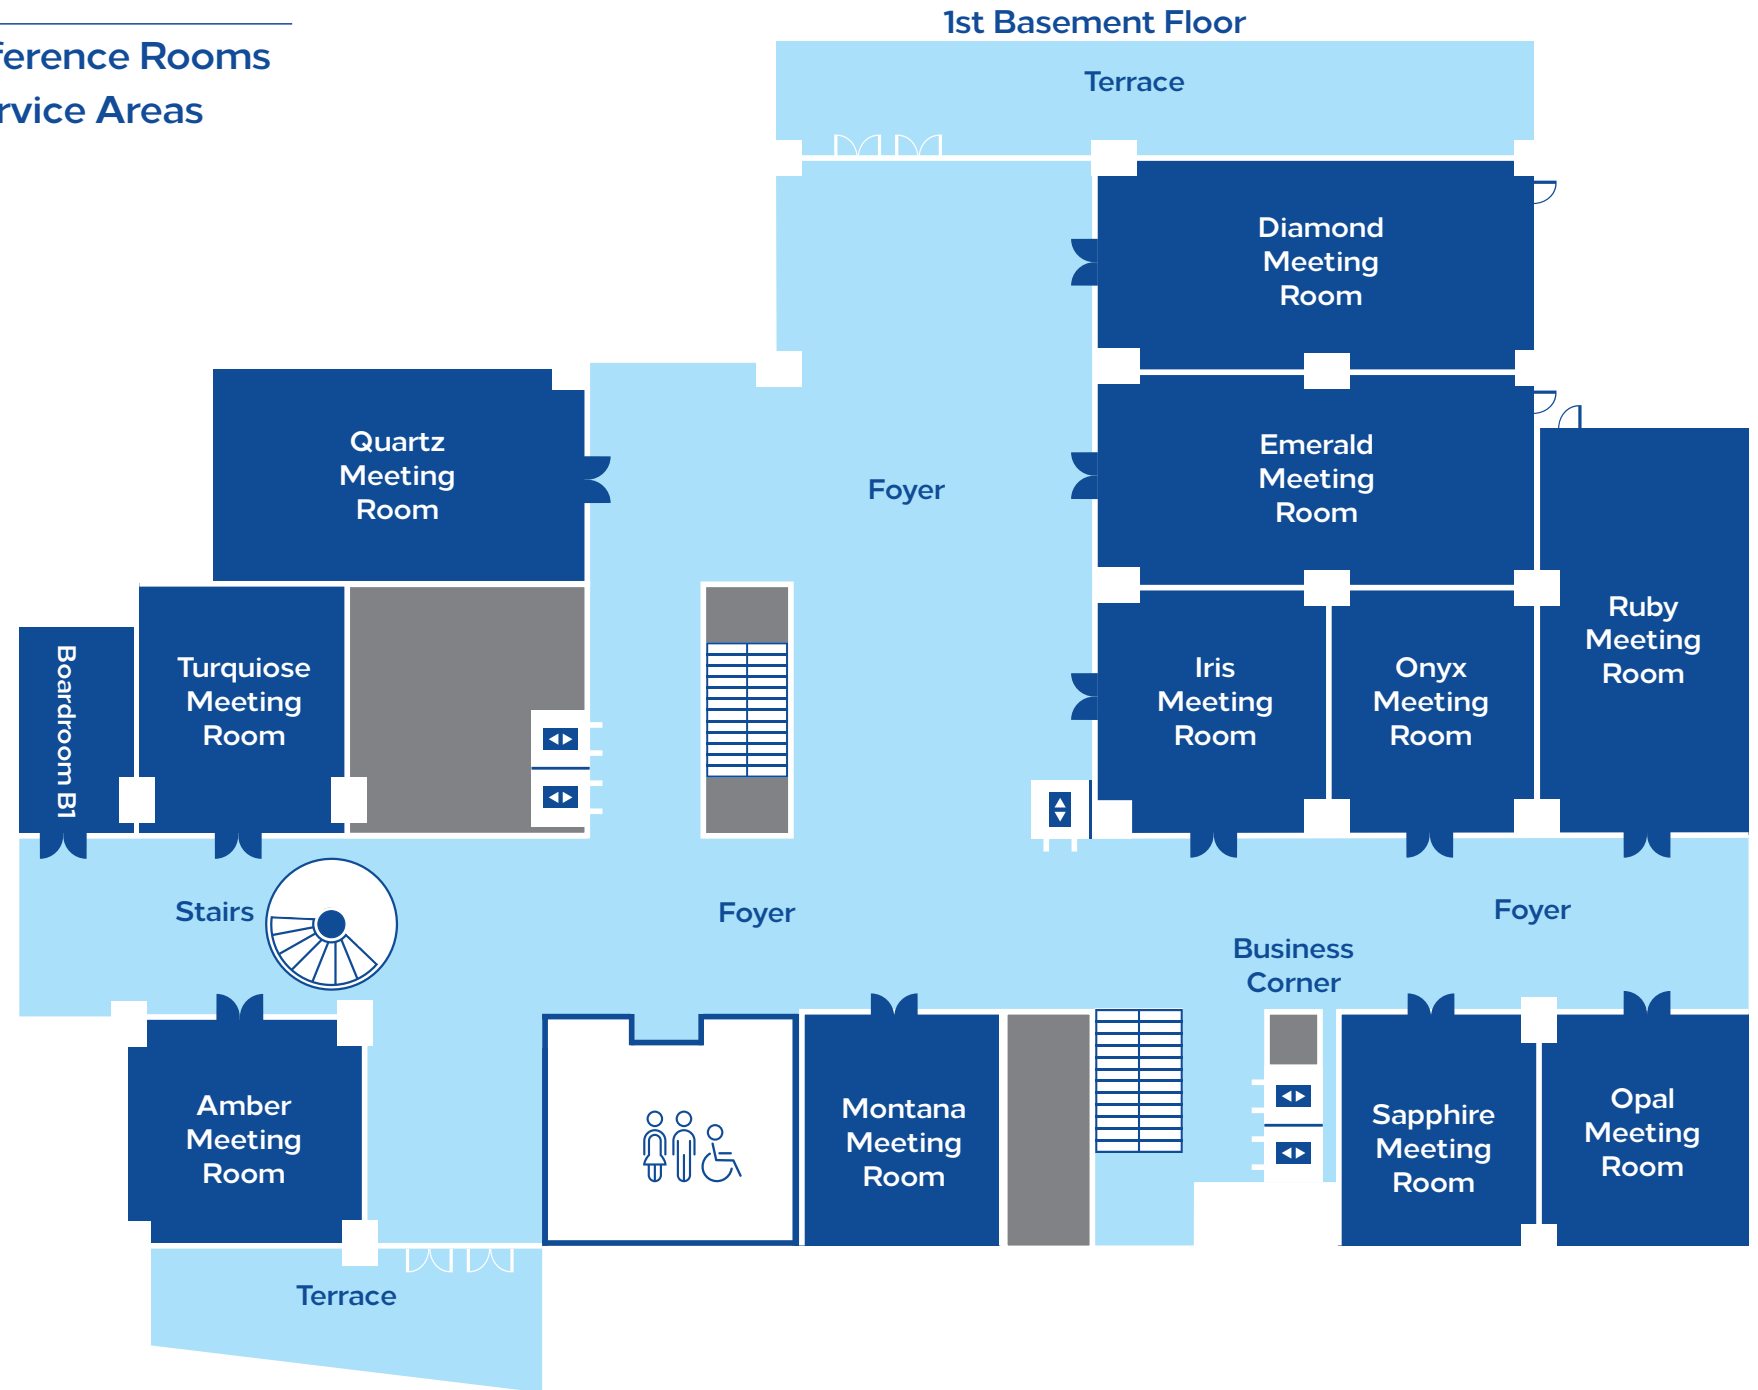 ference Rooms
rvice Areas
1st Basement Floor
Terrace
Diamond
Meeting
Room
Quartz
Meeting
Room
Foyer
Emerald
Meeting
Room
Ruby
Meeting
Room
Boardroom B1
Turquiose
Meeting
Room
Iris
Meeting
Room
Onyx
Meeting
Room
Stairs
Foyer
Foyer
Business
Corner
Amber
Meeting
Room
Montana
Meeting
Room
Sapphire
Meeting
Room
Opal
Meeting
Room
Terrace